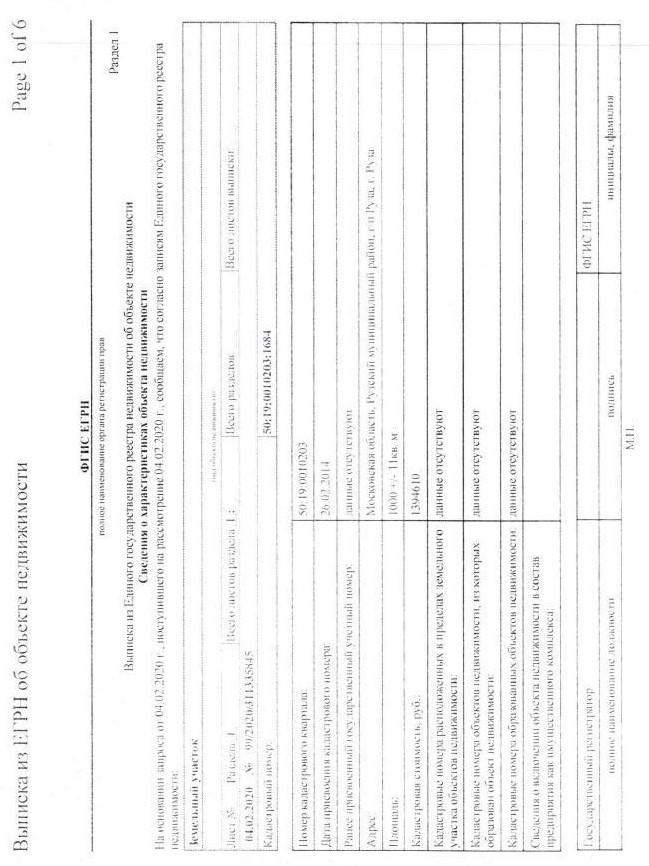 Выписка из ЕГРН об объекте недвижимости Page 1 of 6
ФГИС ЕГРН
полное наименование органа регистрации прав
Раздел 1
Выписка из Единого государственного реестра недвижимости об объекте недвижимости
Сведения о характеристиках объекта недвижимости
На основании запроса от 04.02.2020 г., поступившего на рассмотрение 04.02.2020 г., сообщаем, что согласно записям Единого государственного реестра
недвижимости:
Земельный участок
вид объекта недвижимости
Лист № Раздела 1 Всего листов раздела 1 : Всего разделов: Всего листов выписки:
04.02.2020 № 99/2020/311335845
Кадастровый номер: 50:19:0010203:1684
Номер кадастрового квартала: 50:19:0010203
Дата присвоения кадастрового номера: 26.02.2014
Ранее присвоенный государственный учетный номер: данные отсутствуют
Адрес: Московская область, Рузский муниципальный район, г/п Руза, г. Руза
Площадь: 1000 +/- 11кв. м
Кадастровая стоимость, руб.: 1394610
Кадастровые номера расположенных в пределах земельного данные отсутствуют
участка объектов недвижимости:
Кадастровые номера объектов недвижимости, из которых данные отсутствуют
образован объект недвижимости:
Кадастровые номера образованных объектов недвижимости: данные отсутствуют
Сведения о включении объекта недвижимости в состав
предприятия как имущественного комплекса:
Государственный регистратор ФГИС ЕГРН
полное наименование должности подпись инициалы, фамилия
М.П.